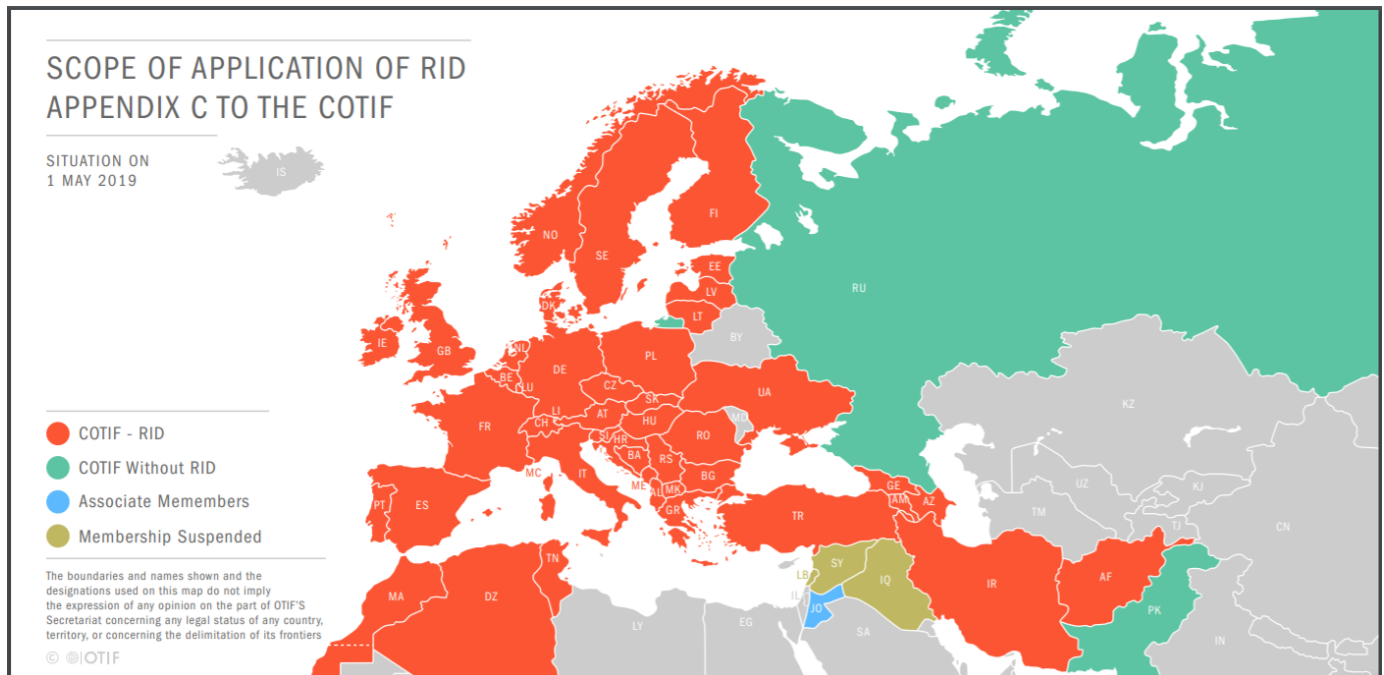 SCOPE OF APPLICATION OF RID
APPENDIX C TO THE COTIF
SITUATION ON
1 MAY 2019
IS
NO
SE
FI
RU
EE
LV
LT
DK
BY
IE
GB
NL
BE
LU
DE
PL
CZ
SK
UA
MD
KZ
FR
LI
CH
AT
HU
RO
SI
HR
BA
RS
BG
MC
IT
ME
AL
MK
GR
PT
ES
TR
GE
AM
AZ
UZ
TM
KJ
TJ
CN
COTIF - RID
COTIF Without RID
Associate Memembers
Membership Suspended
MA
DZ
TN
LY
EG
LB
SY
IL
JO
IQ
SA
IR
AF
PK
IN
The boundaries and names shown and the
designations used on this map do not imply
the expression of any opinion on the part of OTIF'S
Secretariat concerning any legal status of any country,
territory, or concerning the delimitation of its frontiers
© OTIF